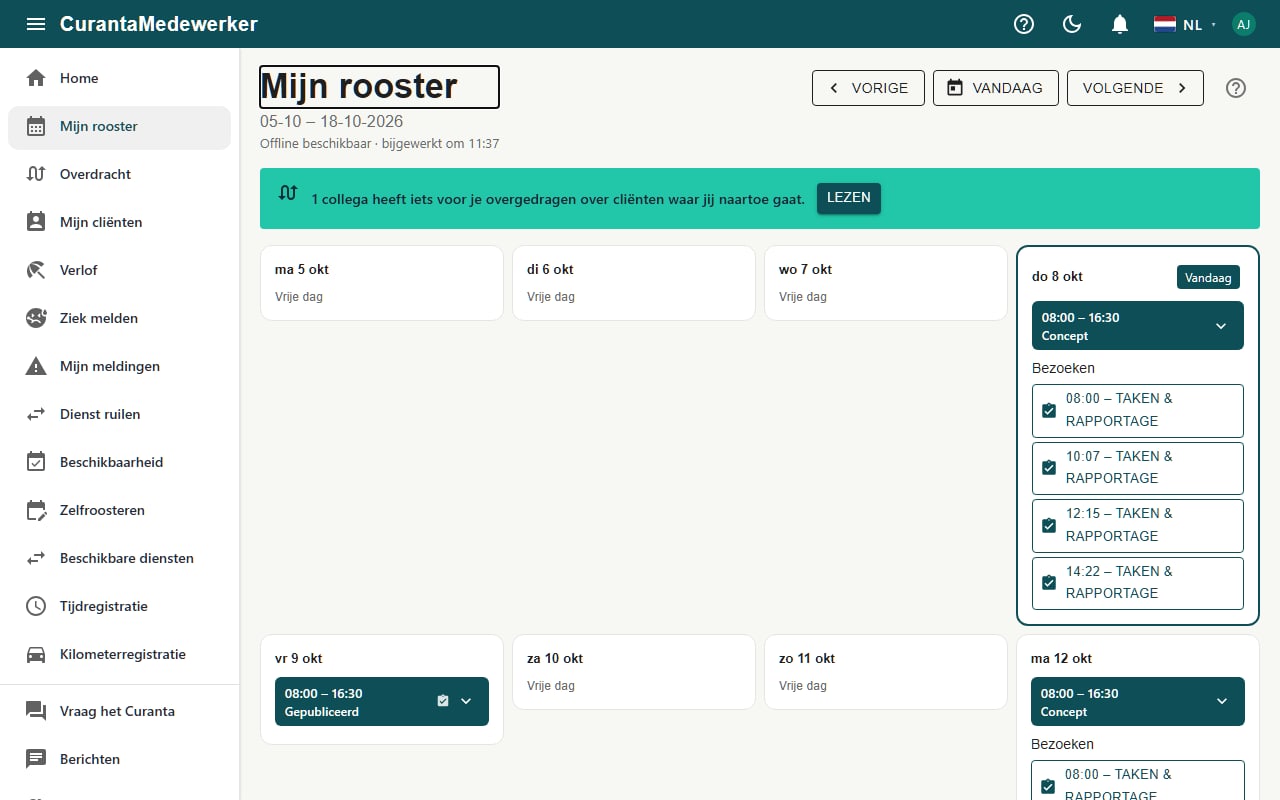 CurantaMedewerker
NL
AJ
Home
Mijn rooster
Overdracht
Mijn cliënten
Verlof
Ziek melden
Mijn meldingen
Dienst ruilen
Beschikbaarheid
Zelfroosteren
Beschikbare diensten
Tijdregistratie
Kilometerregistratie
Vraag het Curanta
Berichten
Mijn rooster
05-10 – 18-10-2026
Offline beschikbaar · bijgewerkt om 11:37
VORIGE
VANDAAG
VOLGENDE
1 collega heeft iets voor je overgedragen over cliënten waar jij naartoe gaat.
LEZEN
ma 5 okt
Vrije dag
di 6 okt
Vrije dag
wo 7 okt
Vrije dag
do 8 okt
Vandaag
08:00 – 16:30
Concept
Bezoeken
08:00 – TAKEN &
RAPPORTAGE
10:07 – TAKEN &
RAPPORTAGE
12:15 – TAKEN &
RAPPORTAGE
14:22 – TAKEN &
RAPPORTAGE
vr 9 okt
08:00 – 16:30
Gepubliceerd
za 10 okt
Vrije dag
zo 11 okt
Vrije dag
ma 12 okt
08:00 – 16:30
Concept
Bezoeken
08:00 – TAKEN &
RAPPORTAGE